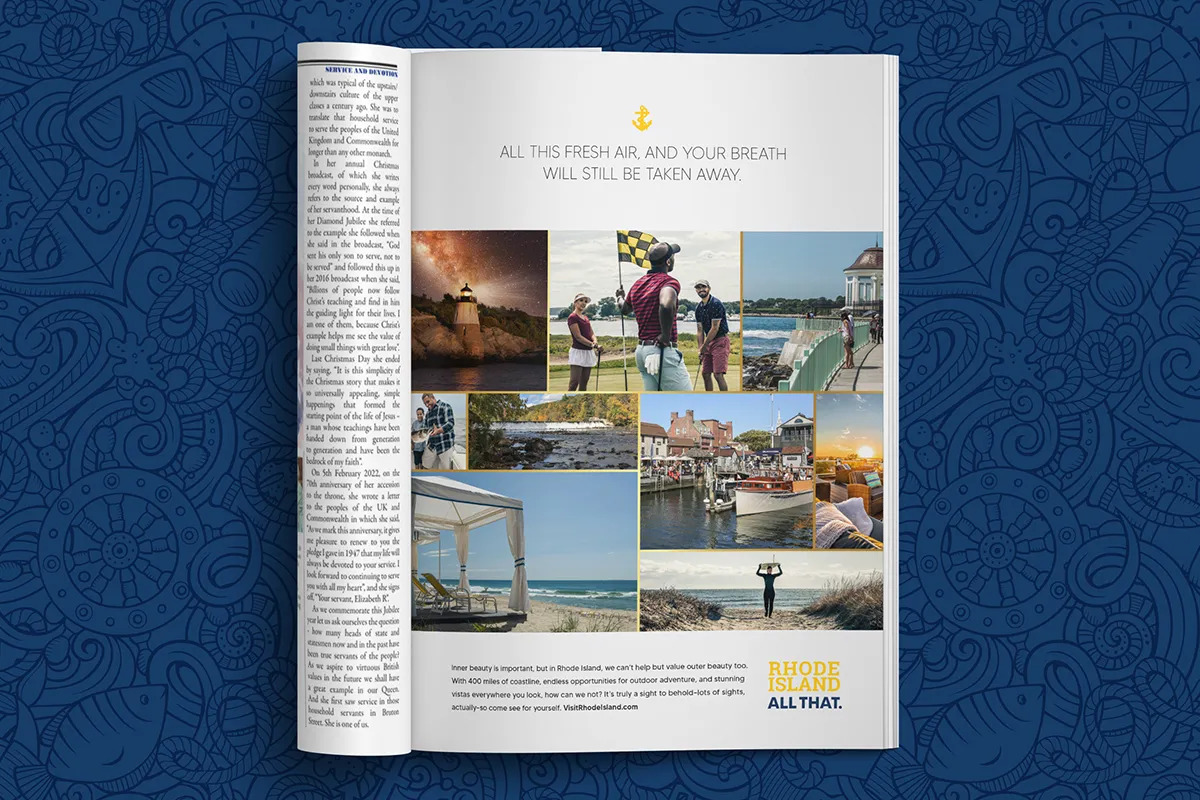 SERVICE AND DEVOTION
which was typical of the upstairs/
downstairs culture of the upper
classes a century ago. She was to
translate that household service
to serve the peoples of the United
Kingdom and Commonwealth for
longer than any other monarch.
In her annual Christmas
broadcast, of which she writes
every word personally, she always
refers to the source and example
of her servanthood. At the time of
her Diamond Jubilee she referred
to the example she followed when
she said in the broadcast, "God
sent his only son to serve, not to
be served" and followed this up in
her 2016 broadcast when she said,
"Billions of people now follow
Christ's teaching and find in him
the guiding light for their lives. I
am one of them, because Christ's
example helps me see the value of
doing small things with great love".
Last Christmas Day she ended
by saying, "It is this simplicity of
the Christmas story that makes it
so universally appealing, simple
happenings that formed the
starting point of the life of Jesus -
a man whose teachings have been
handed down from generation
to generation and have been the
bedrock of my faith".
On 5th February 2022, on the
70th anniversary of her accession
to the throne, she wrote a letter
to the peoples of the UK and
Commonwealth in which she said,
"As we mark this anniversary, it gives
me pleasure to renew to you the
pledge I gave in 1947 that my life will
always be devoted to your service. I
look forward to continuing to serve
you with all my heart", and she signs
off, "Your servant, Elizabeth R".
As we commemorate this Jubilee
year let us ask ourselves the question
- how many heads of state and
statesmen now and in the past have
been true servants of the people?
As we aspire to virtuous British
values in the future we shall have
a great example in our Queen.
And she first saw service in those
household servants in Bruton
Street. She is one of us.
ALL THIS FRESH AIR, AND YOUR BREATH
WILL STILL BE TAKEN AWAY.
Inner beauty is important, but in Rhode Island, we can't help but value outer beauty too.
With 400 miles of coastline, endless opportunities for outdoor adventure, and stunning
vistas everywhere you look, how can we not? It's truly a sight to behold–lots of sights,
actually–so come see for yourself. VisitRhodeIsland.com
RHODE
ISLAND
ALL THAT.